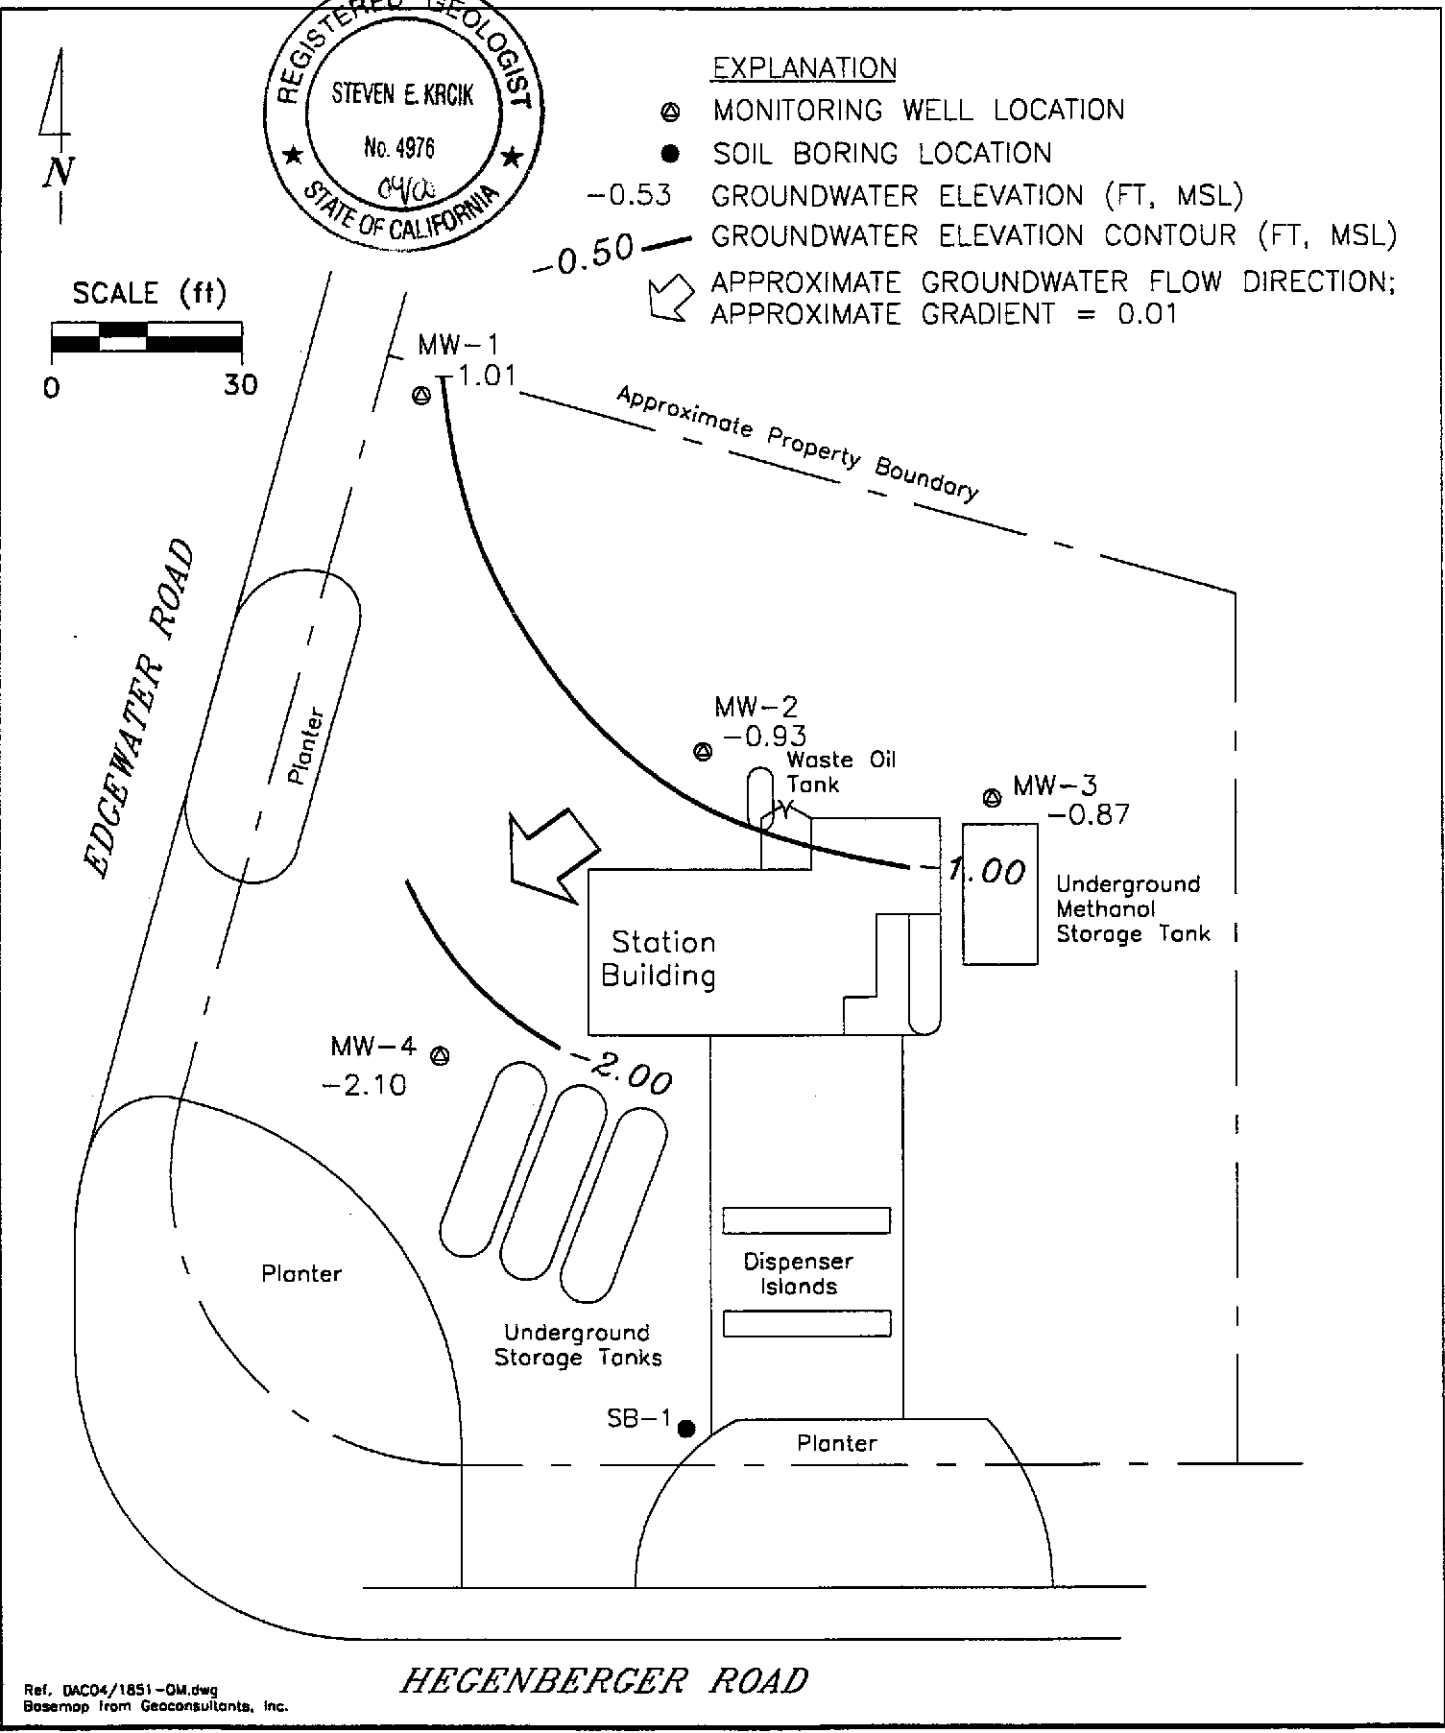 REGISTERED GEOLOGIST
STEVEN E. KRCIK
No. 4976
STATE OF CALIFORNIA
N
EXPLANATION
MONITORING WELL LOCATION
SOIL BORING LOCATION
-0.53 GROUNDWATER ELEVATION (FT, MSL)
-0.50 GROUNDWATER ELEVATION CONTOUR (FT, MSL)
APPROXIMATE GROUNDWATER FLOW DIRECTION;
APPROXIMATE GRADIENT = 0.01
SCALE (ft)
0 30
MW-1
-1.01
Approximate Property Boundary
EDGEWATER ROAD
Planter
MW-2
-0.93
Waste Oil
Tank
MW-3
-0.87
-1.00
Underground
Methanol
Storage Tank
Station
Building
MW-4
-2.10
-2.00
Planter
Dispenser
Islands
Underground
Storage Tanks
SB-1
Planter
HEGENBERGER ROAD
Ref. DAC04/1851-QM.dwg
Basemap from Geoconsultants, Inc.